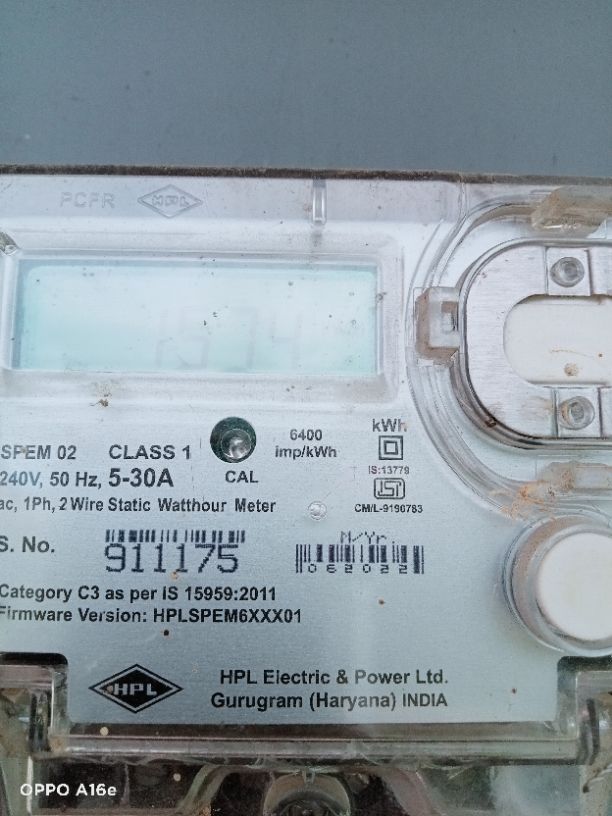 PCPR HPL
1574
SPEM 02 CLASS 1 CAL 6400 imp/kWh kWh
240V, 50 Hz, 5-30A IS:13779
ac, 1Ph, 2 Wire Static Watthour Meter CM/L-9190783
S. No. 911175 M/Yr 062022
Category C3 as per IS 15959:2011
Firmware Version: HPLSPEM6XXX01
HPL HPL Electric & Power Ltd.
Gurugram (Haryana) INDIA
OPPO A16e